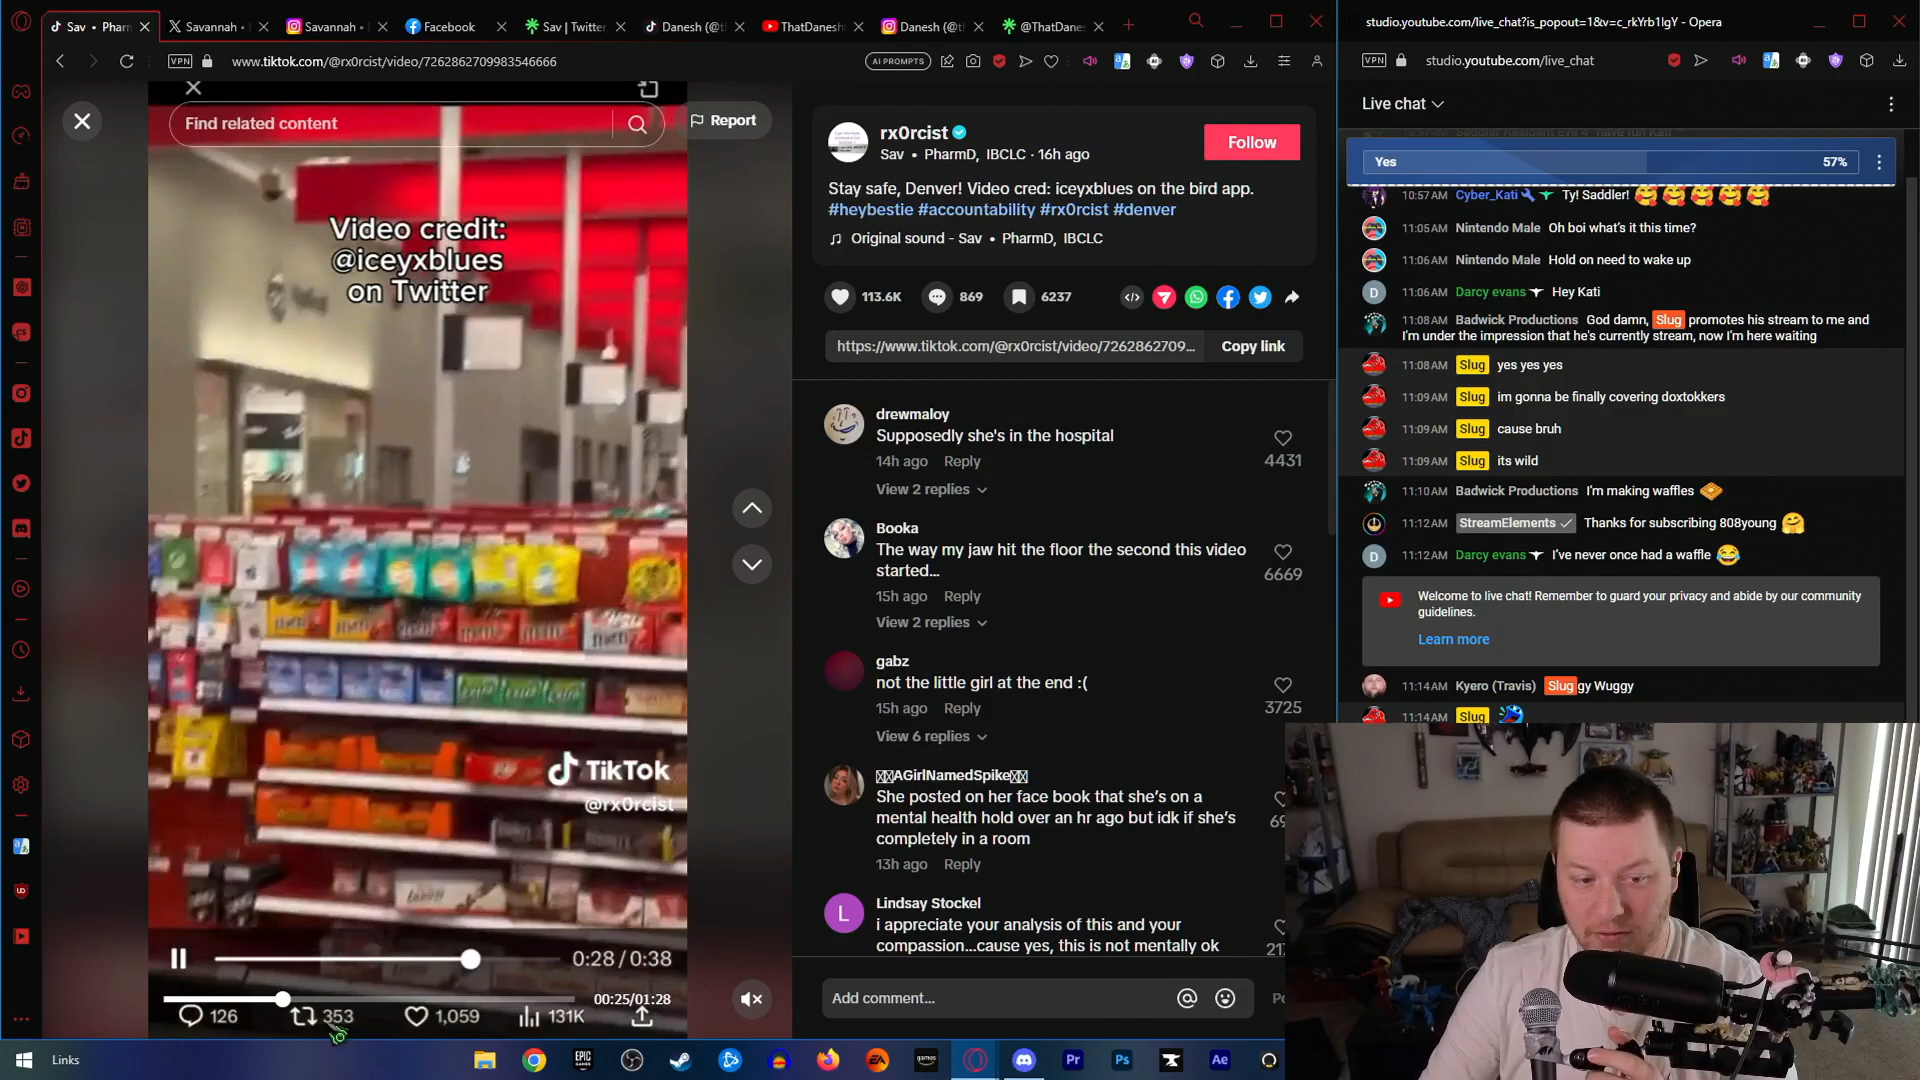 Sav • Pharm
Savannah •
Savannah •
Facebook
Sav | Twitter,
Danesh (@t
ThatDanesh
Danesh (@t
@ThatDane
studio.youtube.com/live_chat?is_popout=1&v=c_rkYrb1IgY - Opera
VPN
www.tiktok.com/@rx0rcist/video/7262862709983546666
AI PROMPTS
VPN
studio.youtube.com/live_chat
Find related content
Report
Video credit:
@iceyxblues
on Twitter
TikTok
@rx0rcist
0:28 / 0:38
00:25/01:28
126
353
1,059
131K
rx0rcist
Sav • PharmD, IBCLC · 16h ago
Follow
Stay safe, Denver! Video cred: iceyxblues on the bird app.
#heybestie #accountability #rx0rcist #denver
Original sound - Sav • PharmD, IBCLC
113.6K
869
6237
https://www.tiktok.com/@rx0rcist/video/7262862709...
Copy link
drewmaloy
Supposedly she's in the hospital
14h ago Reply
4431
View 2 replies
Booka
The way my jaw hit the floor the second this video
started...
6669
15h ago Reply
View 2 replies
gabz
not the little girl at the end :(
15h ago Reply
3725
View 6 replies
AGirlNamedSpike
She posted on her face book that she's on a
mental health hold over an hr ago but idk if she's
completely in a room
13h ago Reply
L
Lindsay Stockel
i appreciate your analysis of this and your
compassion...cause yes, this is not mentally ok
Add comment...
Live chat
Yes
57%
10:57 AM Cyber_Kati Ty! Saddler!
11:05 AM Nintendo Male Oh boi what's it this time?
11:06 AM Nintendo Male Hold on need to wake up
D
11:06 AM Darcy evans Hey Kati
11:08 AM Badwick Productions God damn, Slug promotes his stream to me and
I'm under the impression that he's currently stream, now I'm here waiting
11:08 AM Slug yes yes yes
11:09 AM Slug im gonna be finally covering doxtokkers
11:09 AM Slug cause bruh
11:09 AM Slug its wild
11:10 AM Badwick Productions I'm making waffles
11:12 AM StreamElements Thanks for subscribing 808young
D
11:12 AM Darcy evans I've never once had a waffle
Welcome to live chat! Remember to guard your privacy and abide by our community
guidelines.
Learn more
11:14 AM Kyero (Travis) Sluggy Wuggy
11:14 AM Slug
Links
EPIC
GAMES
EA
games
Pr
Ps
Ae